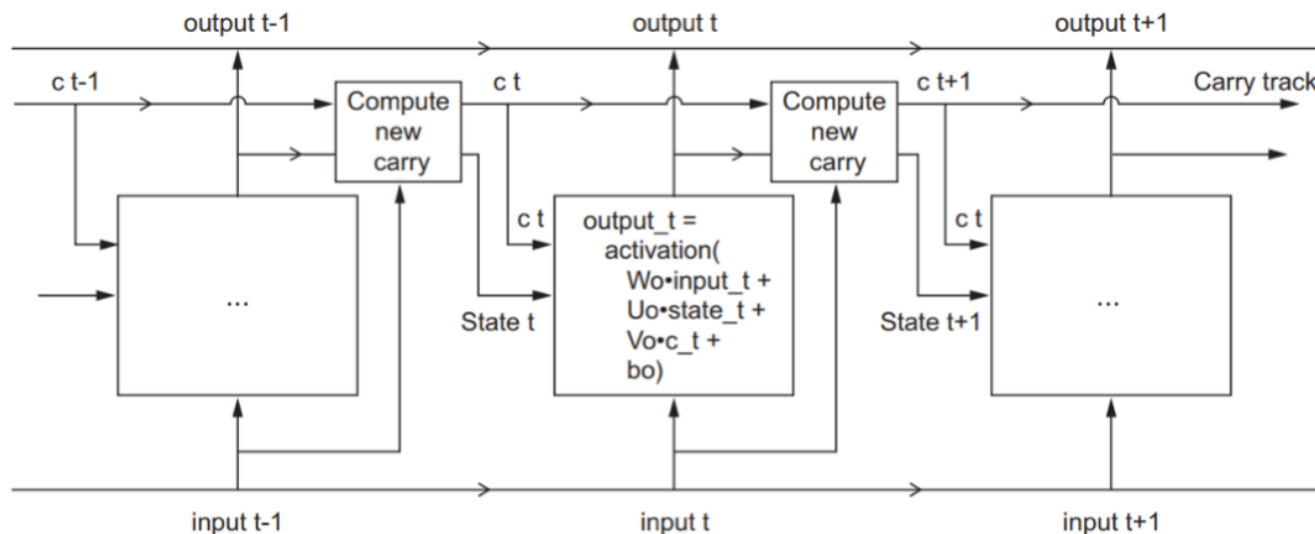 output t-1
output t
output t+1
c t-1
Compute
new
carry
c t
Compute
new
carry
c t+1
Carry track
c t
output_t =
activation(
Wo•input_t +
Uo•state_t +
Vo•c_t +
bo)
c t
...
...
State t
State t+1
input t-1
input t
input t+1